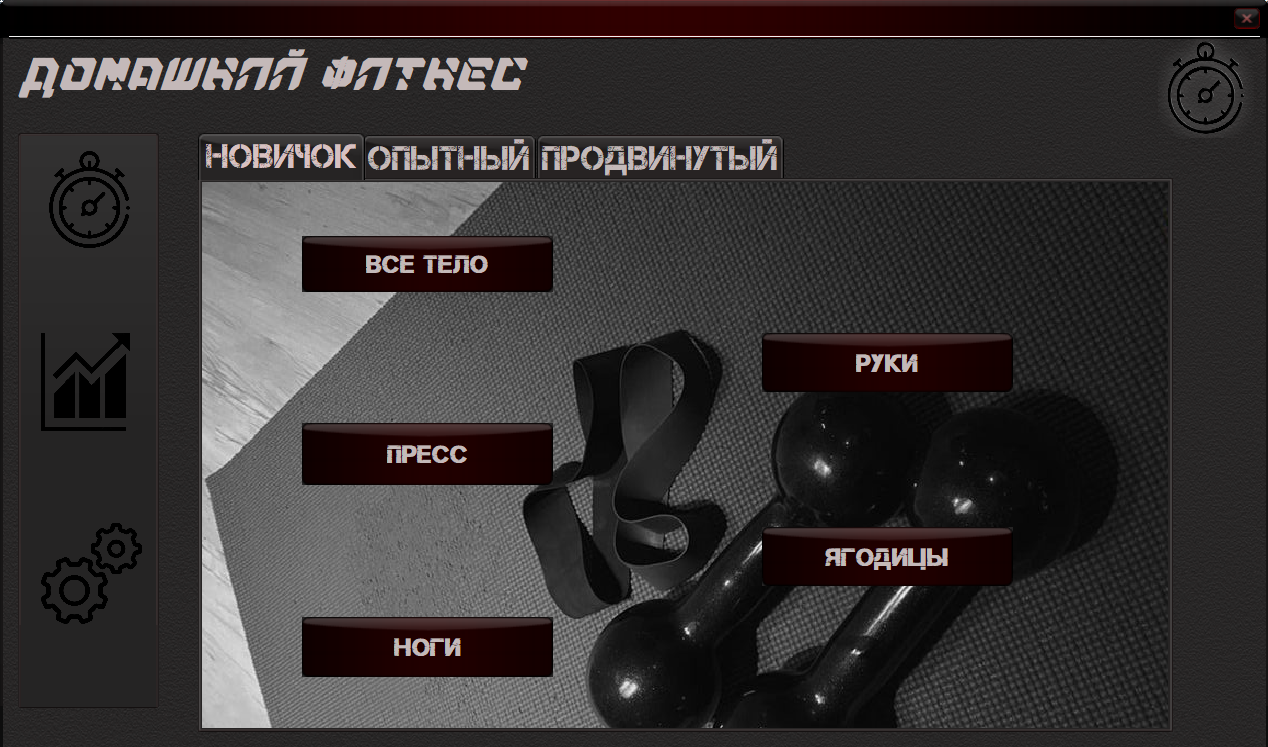 ДОМАШНИЙ ФИТНЕС
НОВИЧОК ОПЫТНЫЙ ПРОДВИНУТЫЙ
ВСЕ ТЕЛО
РУКИ
ПРЕСС
ЯГОДИЦЫ
НОГИ